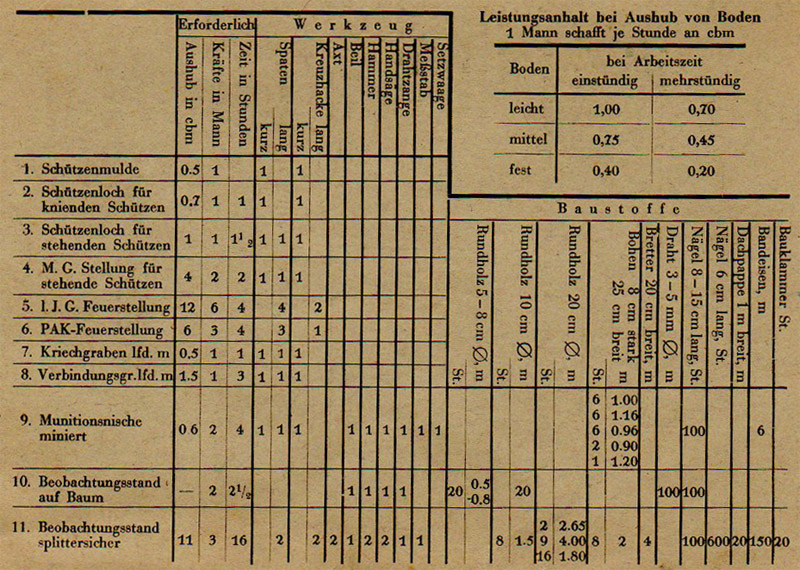 Leistungsanhalt bei Aushub von Boden
1 Mann schafft je Stunde an cbm
Boden bei Arbeitszeit
einstündig mehrstündig
leicht 1,00 0,70
mittel 0,75 0,45
fest 0,40 0,20
Erforderlich Werkzeug
Aushub in cbm
Kräfte in Mann
Zeit in Stunden
Spaten
kurz
lang
Kreuzhacke
kurz
lang
Axt
Beil
Hammer
Handsäge
Drahtzange
Meßstab
Setzwaage
Baustoffe
Rundholz 5–8 cm Ø, m
St.
Rundholz 10 cm Ø, m
St.
Rundholz 20 cm Ø, m
St.
Bohen 8 cm stark
25 cm breit m
St.
Bretter 20 cm breit, m
Draht 3–5 mm Ø, m
Nägel 8–15 cm lang, St.
Nägel 6 cm lang, St.
Dachpappe 1 m breit, m
Bandeisen, m
Bauklammer St.
1. Schützenmulde 0.5 1 1 1
2. Schützenloch für
knienden Schützen 0,7 1 1 1 1
3. Schützenloch für
stehenden Schützen 1 1 1½ 1 1 1
4. M. G. Stellung für
stehende Schützen 4 2 2 1 1 1
5. I. J. G. Feuerstellung 12 6 4 4 2
6. PAK-Feuerstellung 6 3 4 3 1
7. Kriechgraben lfd. m 0.5 1 1 1 1 1
8. Verbindungsgr. lfd. m 1.5 1 3 1 1 1
9. Munitionsnische
miniert 0 6 2 4 1 1 1 1 1 1 1 1 1 100 6
6 1.00
6 1.16
6 0.96
2 0.90
1 1.20
10. Beobachtungsstand
auf Baum — 2 2½ 1 1 1 1 20 0.5
-0.8 20 100 100
11. Beobachtungsstand
splittersicher 11 3 16 2 2 2 1 2 2 1 1 8 1.5 8 2 4 100 600 20 150 20
2 2.65
9 4.00
16 1.80